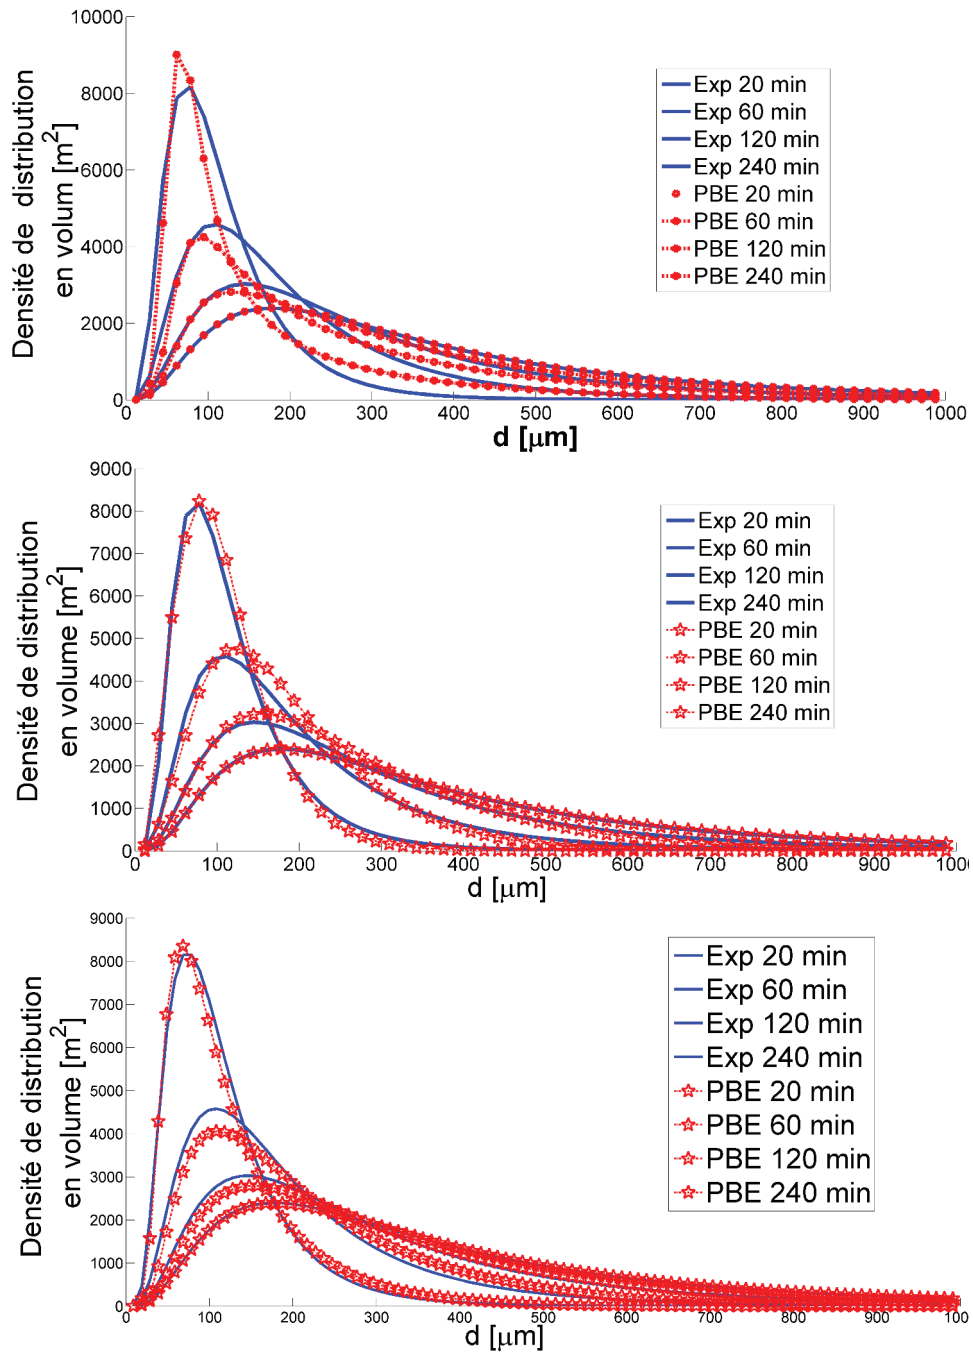 Densité de distribution
en volum [m²]
10000
8000
6000
4000
2000
0
0 100 200 300 400 500 600 700 800 900 1000
d [µm]
Exp 20 min
Exp 60 min
Exp 120 min
Exp 240 min
PBE 20 min
PBE 60 min
PBE 120 min
PBE 240 min
Densité de distribution
en volume [m²]
9000
8000
7000
6000
5000
4000
3000
2000
1000
0
0 100 200 300 400 500 600 700 800 900 1000
d [µm]
Exp 20 min
Exp 60 min
Exp 120 min
Exp 240 min
PBE 20 min
PBE 60 min
PBE 120 min
PBE 240 min
Densité de distribution
en volume [m²]
9000
8000
7000
6000
5000
4000
3000
2000
1000
0
0 100 200 300 400 500 600 700 800 900 1000
d [µm]
Exp 20 min
Exp 60 min
Exp 120 min
Exp 240 min
PBE 20 min
PBE 60 min
PBE 120 min
PBE 240 min